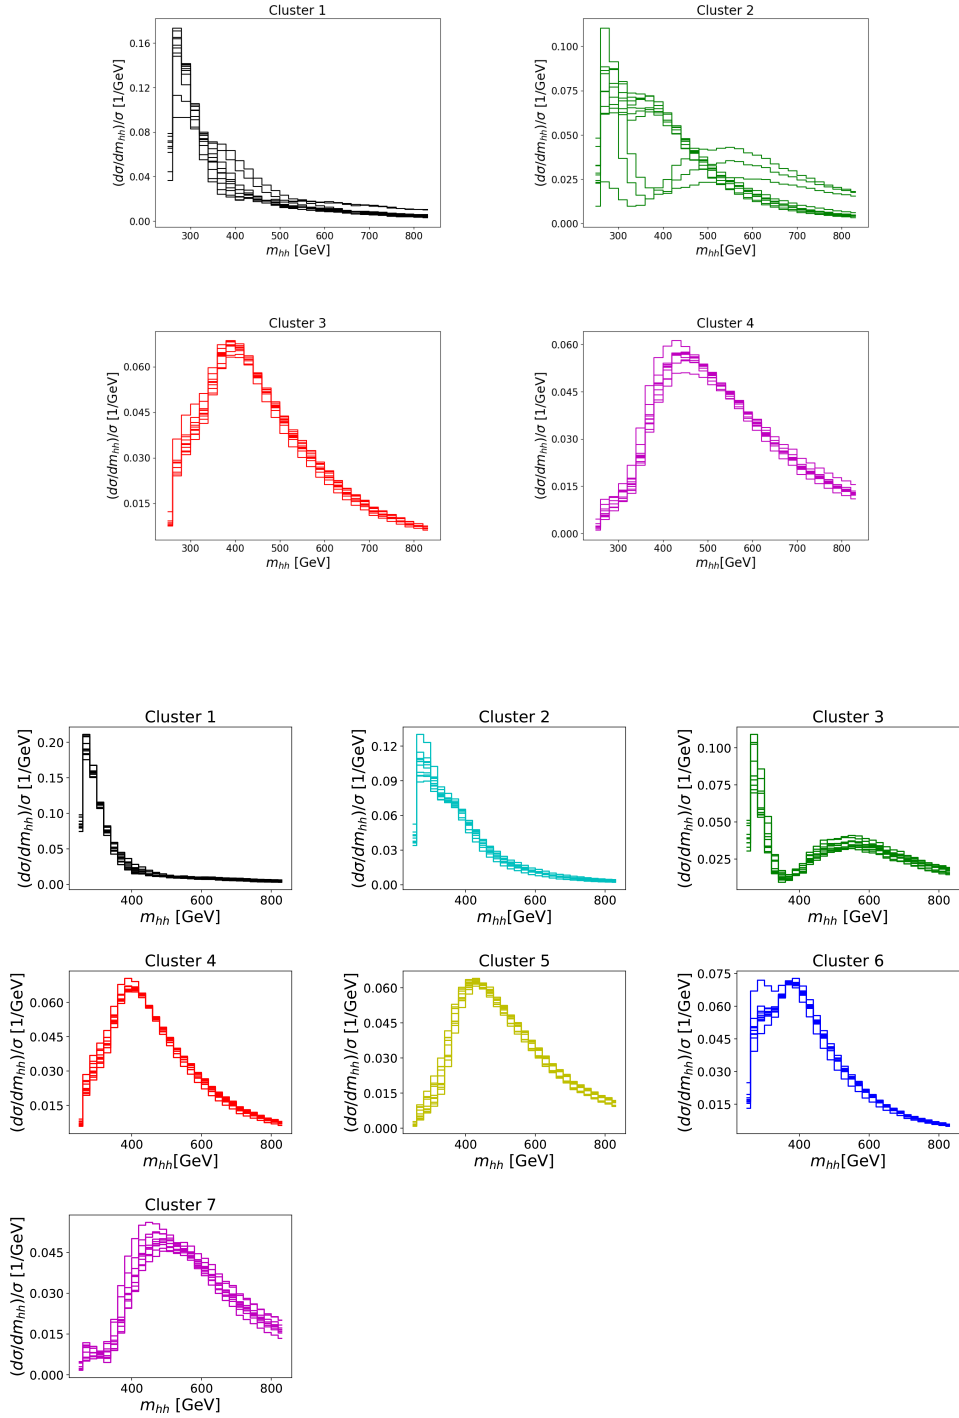 Cluster 1
(dσ/dm_hh)/σ [1/GeV]
0.16
0.12
0.08
0.04
0.00
300 400 500 600 700 800
m_hh [GeV]
Cluster 2
(dσ/dm_hh)/σ [1/GeV]
0.100
0.075
0.050
0.025
0.000
300 400 500 600 700 800
m_hh[GeV]
Cluster 3
(dσ/dm_hh)/σ [1/GeV]
0.060
0.045
0.030
0.015
300 400 500 600 700 800
m_hh [GeV]
Cluster 4
(dσ/dm_hh)/σ [1/GeV]
0.060
0.045
0.030
0.015
0.000
300 400 500 600 700 800
m_hh[GeV]
Cluster 1
(dσ/dm_hh)/σ [1/GeV]
0.20
0.15
0.10
0.05
0.00
400 600 800
m_hh [GeV]
Cluster 2
(dσ/dm_hh)/σ [1/GeV]
0.12
0.09
0.06
0.03
0.00
400 600 800
m_hh[GeV]
Cluster 3
(dσ/dm_hh)/σ [1/GeV]
0.100
0.075
0.050
0.025
400 600 800
m_hh [GeV]
Cluster 4
(dσ/dm_hh)/σ [1/GeV]
0.060
0.045
0.030
0.015
400 600 800
m_hh[GeV]
Cluster 5
(dσ/dm_hh)/σ [1/GeV]
0.060
0.045
0.030
0.015
0.000
400 600 800
m_hh [GeV]
Cluster 6
(dσ/dm_hh)/σ [1/GeV]
0.075
0.060
0.045
0.030
0.015
400 600 800
m_hh[GeV]
Cluster 7
(dσ/dm_hh)/σ [1/GeV]
0.045
0.030
0.015
0.000
400 600 800
m_hh [GeV]